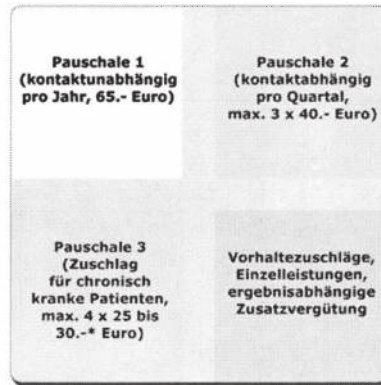 Pauschale 1
(kontaktunabhängig
pro Jahr, 65.- Euro)
Pauschale 2
(kontaktabhängig
pro Quartal,
max. 3 x 40.- Euro)
Pauschale 3
(Zuschlag
für chronisch
kranke Patienten,
max. 4 x 25 bis
30.-* Euro)
Vorhaltezuschläge,
Einzelleistungen,
ergebnisabhängige
Zusatzvergütung